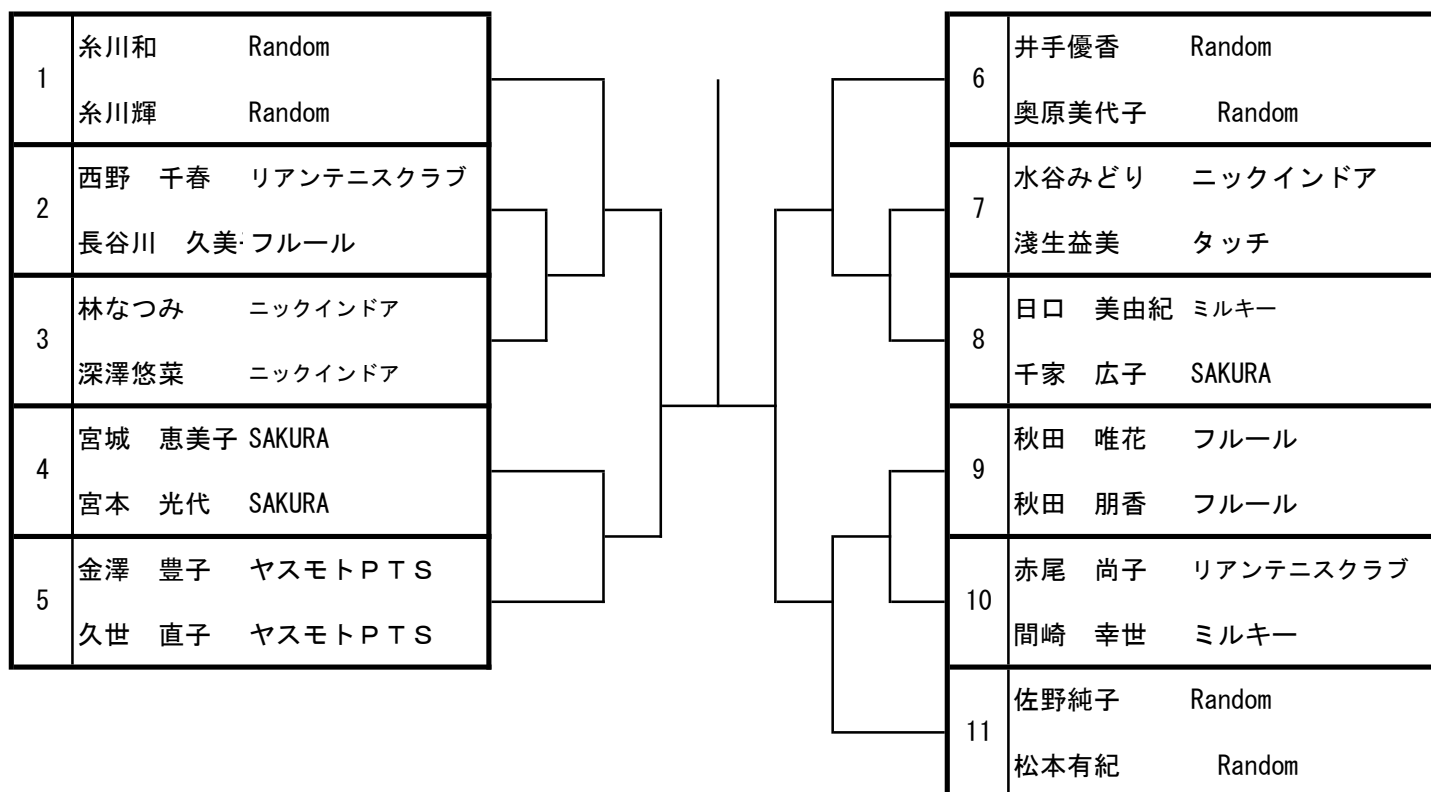 1
糸川和 Random
糸川輝 Random
2
西野 千春 リアンテニスクラブ
長谷川 久美 フルール
3
林なつみ ニックインドア
深澤悠菜 ニックインドア
4
宮城 恵美子 SAKURA
宮本 光代 SAKURA
5
金澤 豊子 ヤスモトＰＴＳ
久世 直子 ヤスモトＰＴＳ
6
井手優香 Random
奥原美代子 Random
7
水谷みどり ニックインドア
淺生益美 タッチ
8
日口 美由紀 ミルキー
千家 広子 SAKURA
9
秋田 唯花 フルール
秋田 朋香 フルール
10
赤尾 尚子 リアンテニスクラブ
間崎 幸世 ミルキー
11
佐野純子 Random
松本有紀 Random